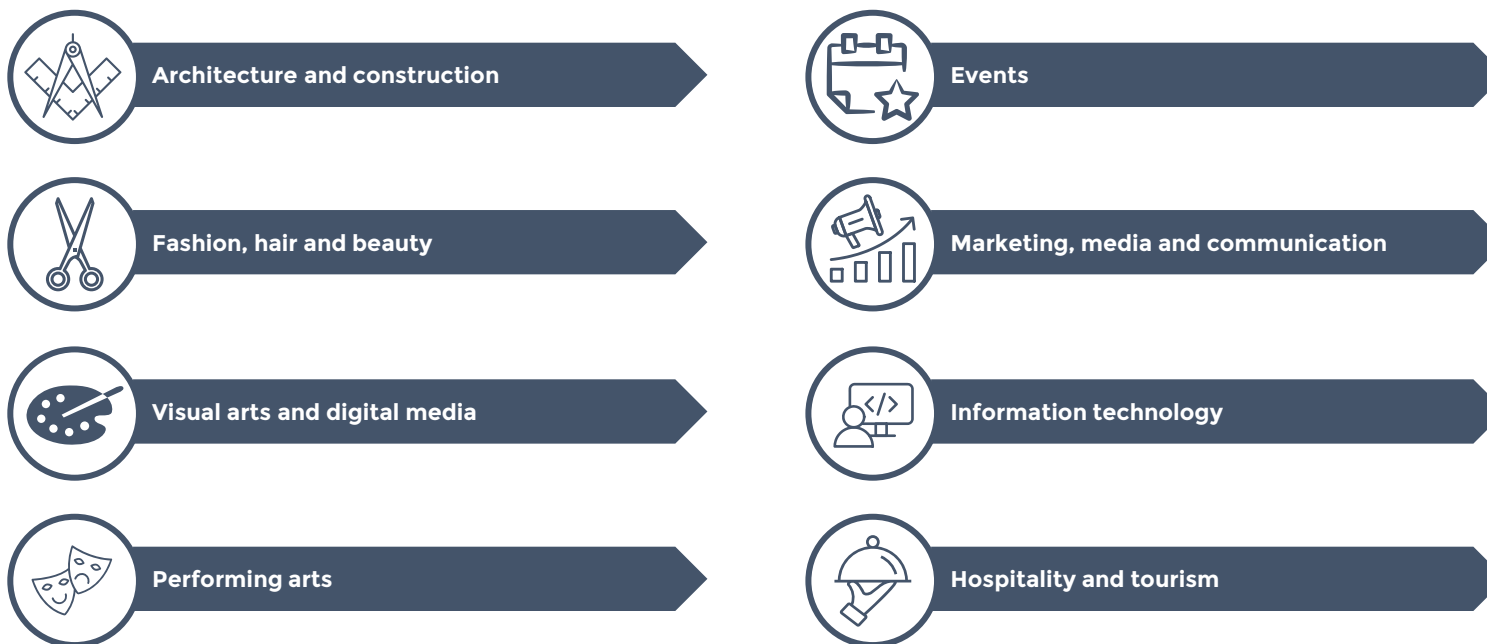 Architecture and construction
Fashion, hair and beauty
Visual arts and digital media
Performing arts
Events
Marketing, media and communication
Information technology
Hospitality and tourism